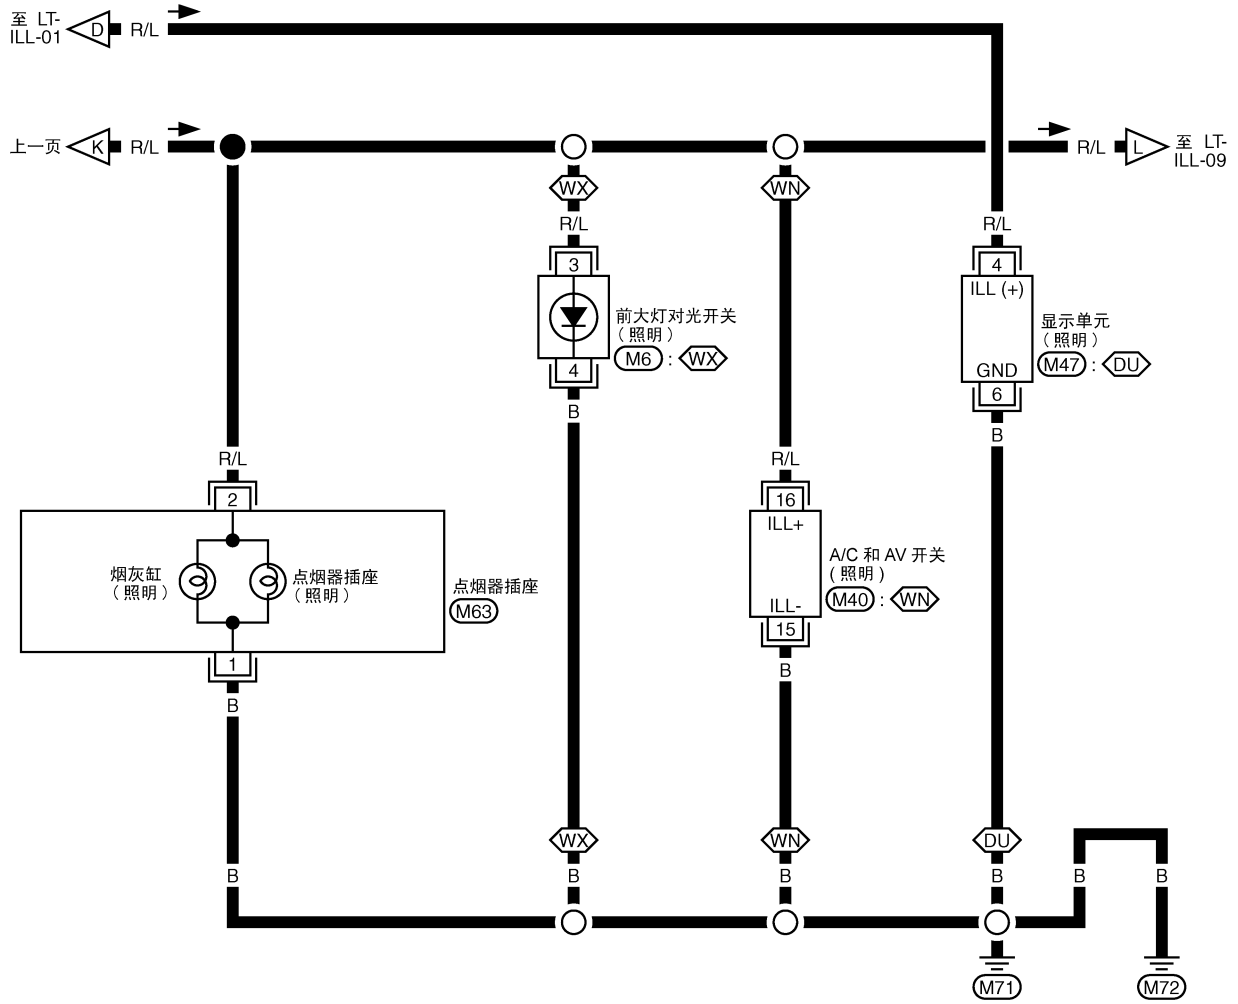 至 LT-
ILL-01
D
R/L
上一页
K
R/L
R/L
L
至 LT-
ILL-09
WX
WN
R/L
R/L
3
4
ILL (+)
前大灯对光开关
(照明)
M6 : WX
显示单元
(照明)
M47 : DU
4
GND
6
B
B
R/L
R/L
2
16
ILL+
烟灰缸
(照明)
点烟器插座
(照明)
点烟器插座
M63
A/C 和 AV 开关
(照明)
M40 : WN
ILL-
15
1
B
B
WX
WN
DU
B
B
B
B
B
B
M71
M72